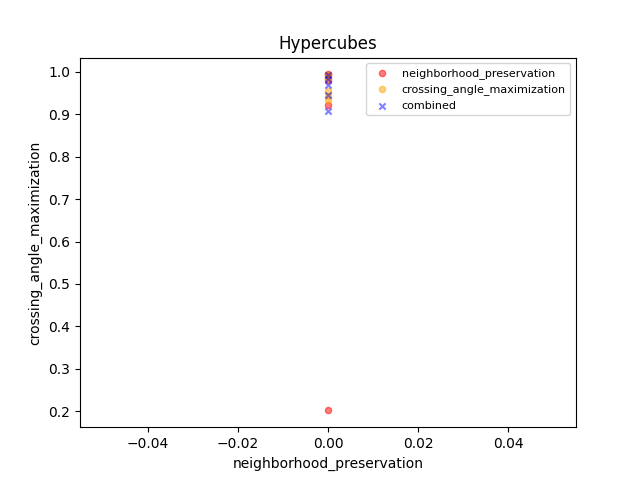 Hypercubes
neighborhood_preservation
crossing_angle_maximization
combined
crossing_angle_maximization
1.0
0.9
0.8
0.7
0.6
0.5
0.4
0.3
0.2
−0.04
−0.02
0.00
0.02
0.04
neighborhood_preservation